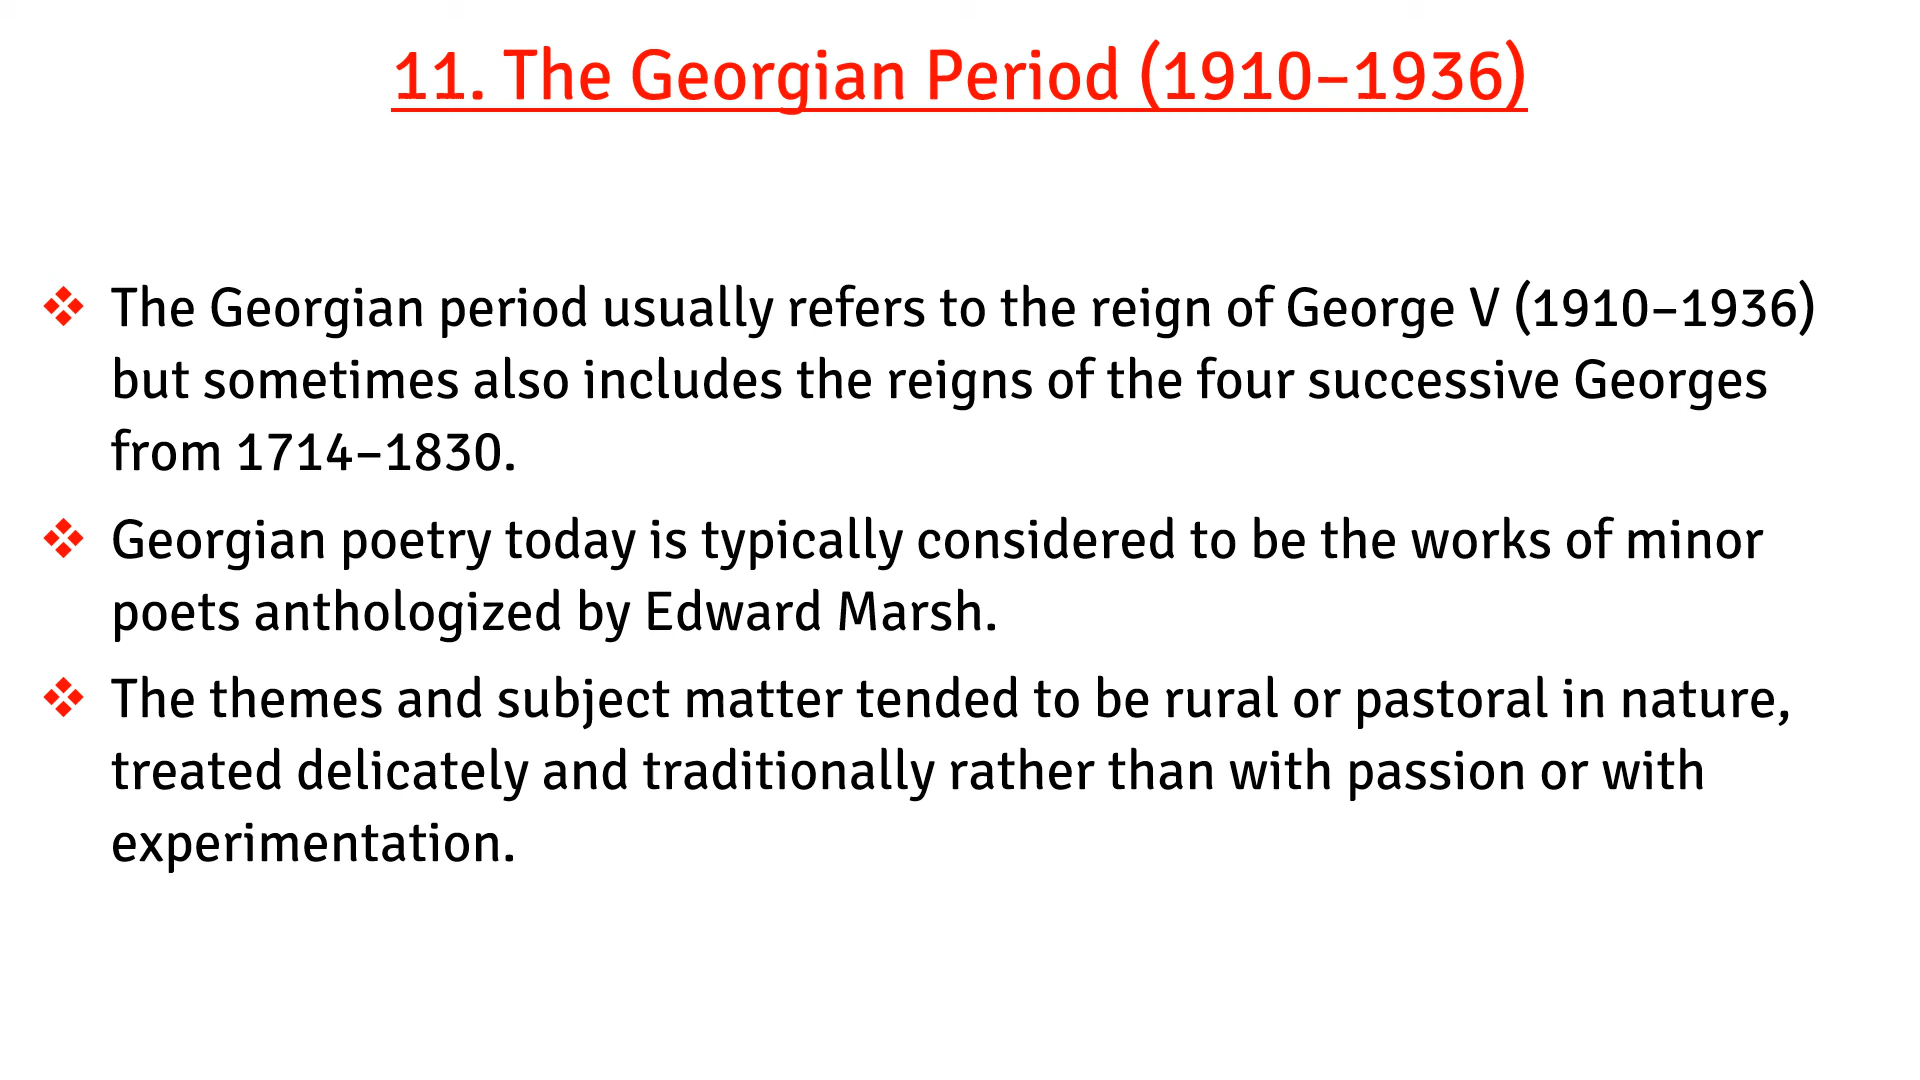 11. The Georgian Period (1910–1936)
❖ The Georgian period usually refers to the reign of George V (1910–1936)
but sometimes also includes the reigns of the four successive Georges
from 1714–1830.
❖ Georgian poetry today is typically considered to be the works of minor
poets anthologized by Edward Marsh.
❖ The themes and subject matter tended to be rural or pastoral in nature,
treated delicately and traditionally rather than with passion or with
experimentation.